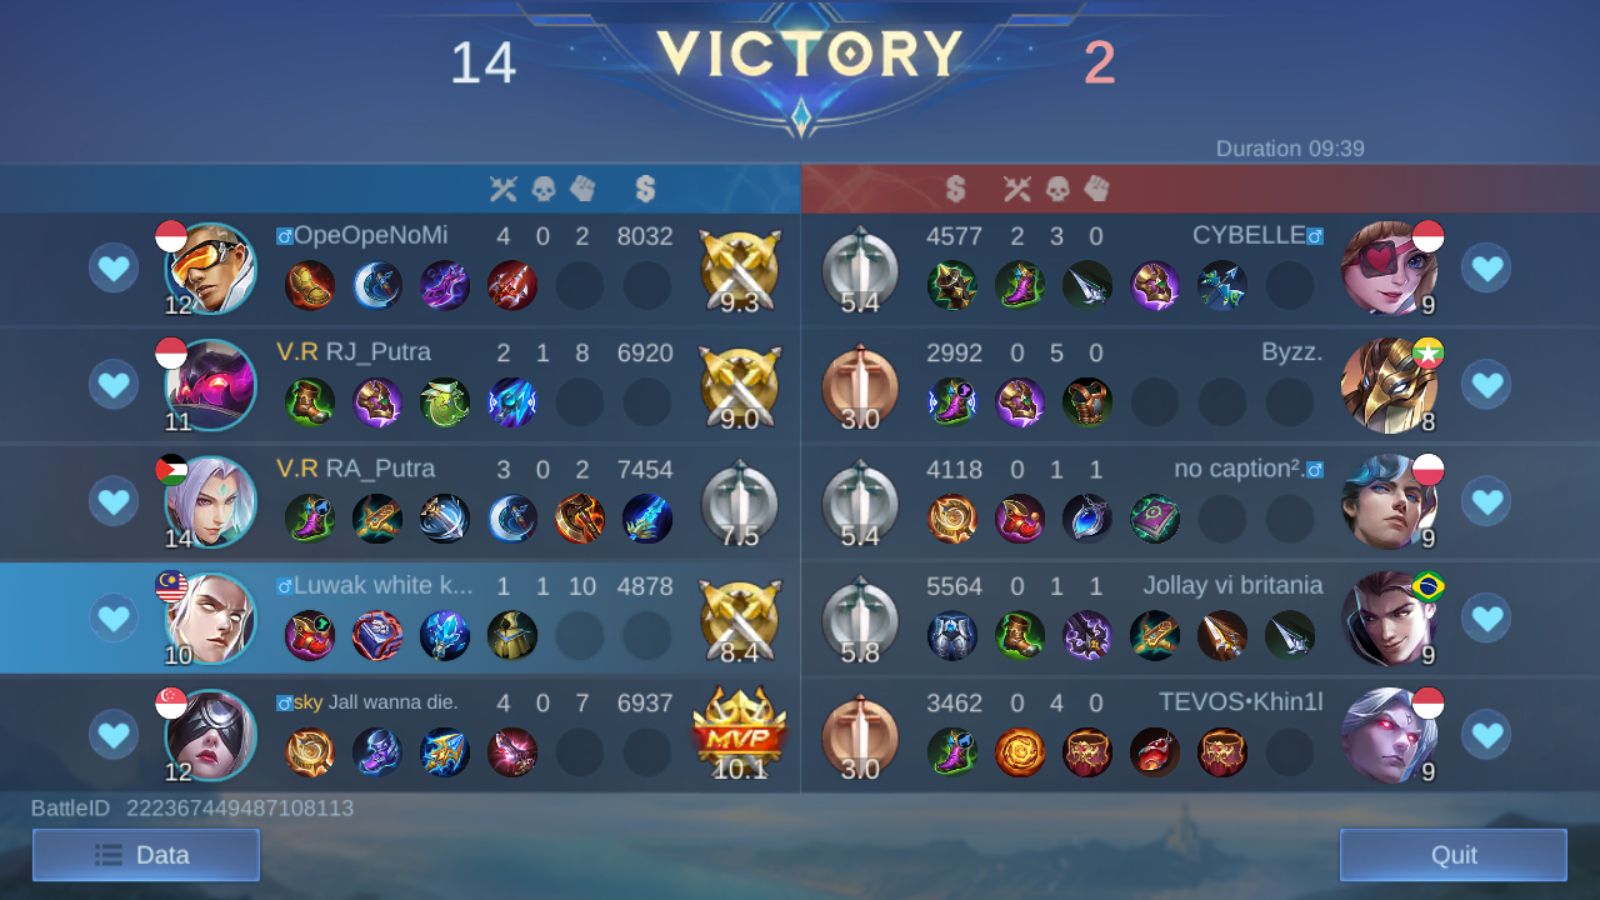 14 VICTORY 2
Duration 09:39
OpeOpeNoMi 4 0 2 8032
12 9.3
4577 2 3 0 CYBELLE
5.4 9
V.R RJ_Putra 2 1 8 6920
11 9.0
2992 0 5 0 Byzz.
3.0 8
V.R RA_Putra 3 0 2 7454
14 7.5
4118 0 1 1 no caption².
5.4 9
Luwak white k... 1 1 10 4878
10 8.4
5564 0 1 1 Jollay vi britania
5.8 9
sky Jall wanna die. 4 0 7 6937
12 MVP 10.1
3462 0 4 0 TEVOS•Khin1l
3.0 9
BattleID 222367449487108113
Data
Quit